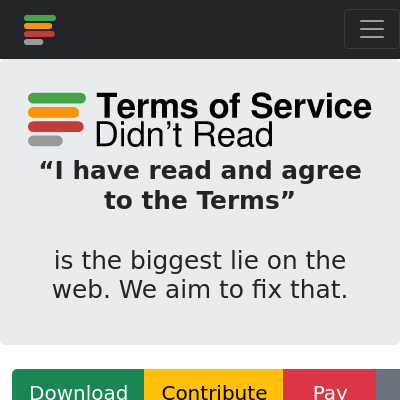 Terms of Service
Didn't Read
“I have read and agree
to the Terms”
is the biggest lie on the
web. We aim to fix that.
Download Contribute Pay